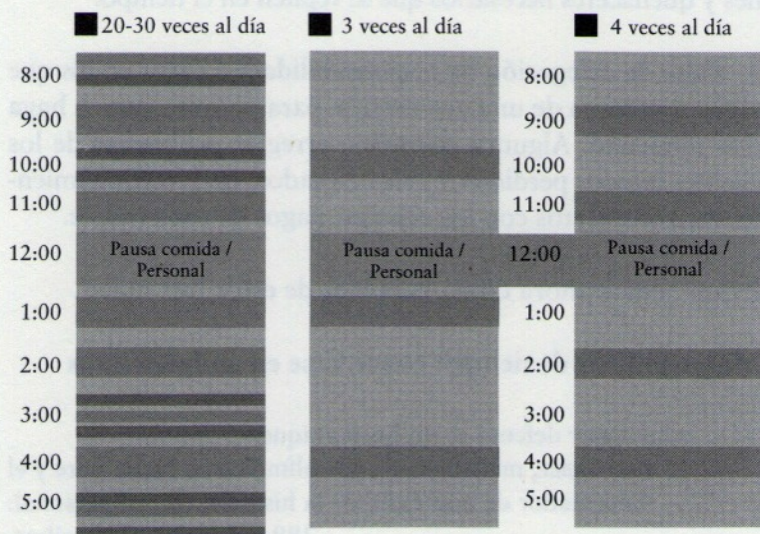 20-30 veces al día
3 veces al día
4 veces al día
8:00
9:00
10:00
11:00
12:00
1:00
2:00
3:00
4:00
5:00
Pausa comida /
Personal
Pausa comida /
Personal
8:00
9:00
10:00
11:00
12:00
1:00
2:00
3:00
4:00
5:00
Pausa comida /
Personal